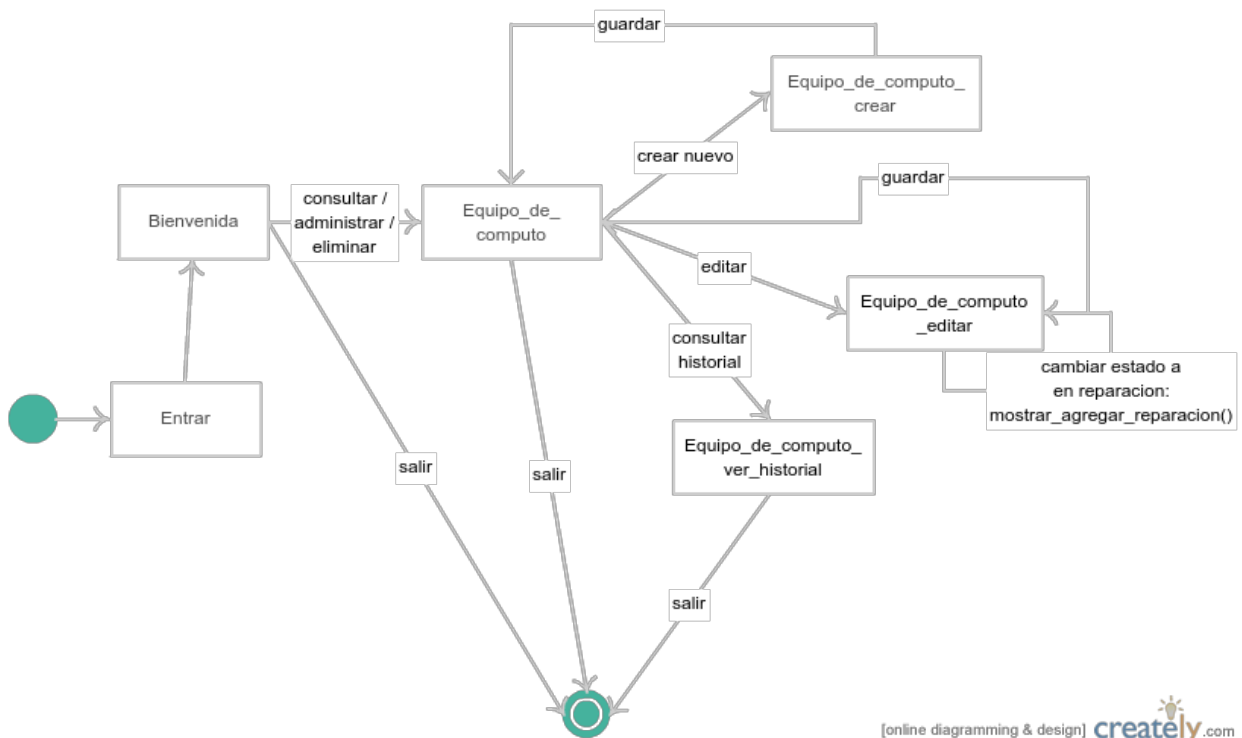 guardar
Equipo_de_computo_
crear
crear nuevo
guardar
consultar /
administrar /
eliminar
Bienvenida
Equipo_de_
computo
editar
Equipo_de_computo
_editar
consultar
historial
cambiar estado a
en reparacion:
mostrar_agregar_reparacion()
Entrar
Equipo_de_computo_
ver_historial
salir
salir
salir
[online diagramming & design] creately.com